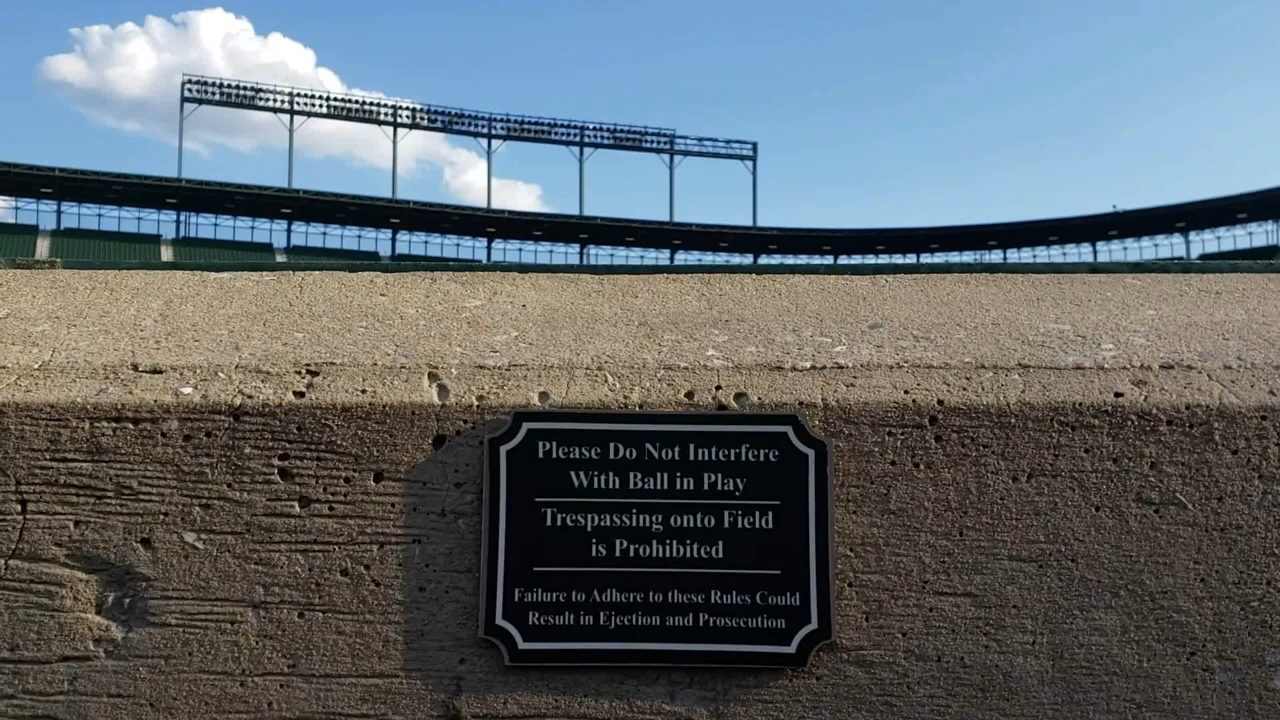 Please Do Not Interfere
With Ball in Play
Trespassing onto Field
is Prohibited
Failure to Adhere to these Rules Could
Result in Ejection and Prosecution